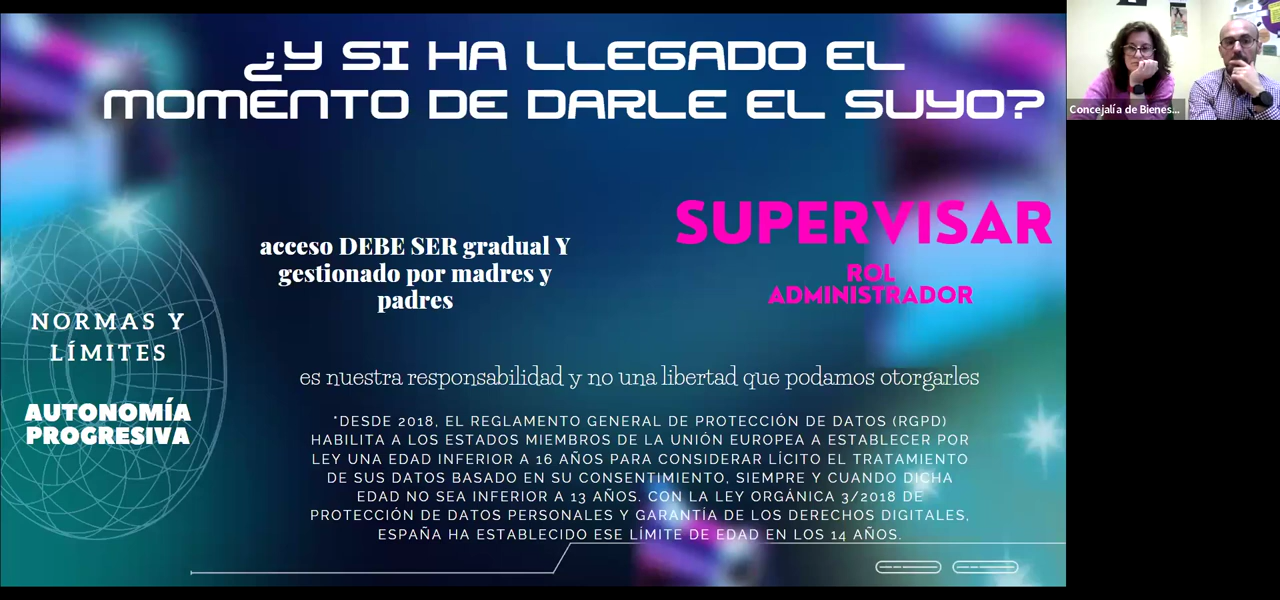 ¿Y SI HA LLEGADO EL
MOMENTO DE DARLE EL SUYO?
SUPERVISAR
ROL
ADMINISTRADOR
acceso DEBE SER gradual Y
gestionado por madres y
padres
NORMAS Y
LÍMITES
AUTONOMÍA
PROGRESIVA
es nuestra responsabilidad y no una libertad que podamos otorgarles
*DESDE 2018, EL REGLAMENTO GENERAL DE PROTECCIÓN DE DATOS (RGPD)
HABILITA A LOS ESTADOS MIEMBROS DE LA UNIÓN EUROPEA A ESTABLECER POR
LEY UNA EDAD INFERIOR A 16 AÑOS PARA CONSIDERAR LÍCITO EL TRATAMIENTO
DE SUS DATOS BASADO EN SU CONSENTIMIENTO, SIEMPRE Y CUANDO DICHA
EDAD NO SEA INFERIOR A 13 AÑOS. CON LA LEY ORGÁNICA 3/2018 DE
PROTECCIÓN DE DATOS PERSONALES Y GARANTÍA DE LOS DERECHOS DIGITALES,
ESPAÑA HA ESTABLECIDO ESE LÍMITE DE EDAD EN LOS 14 AÑOS.
Concejalía de Bienes...